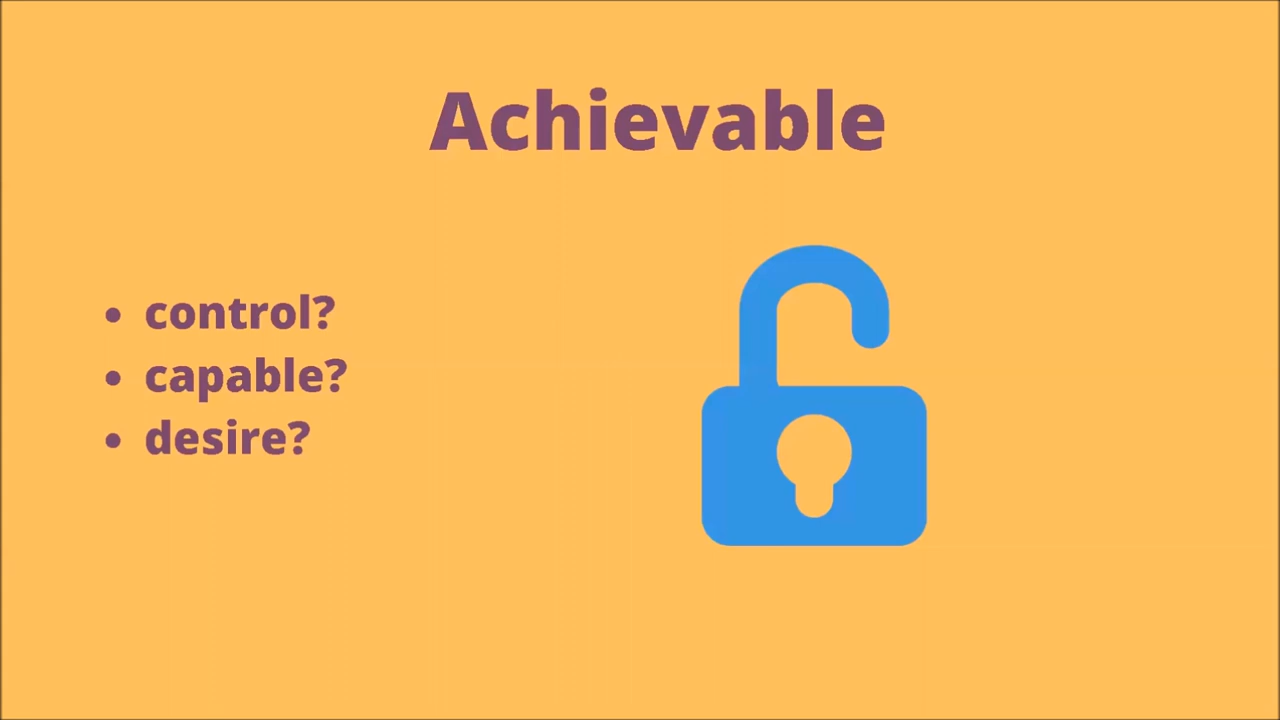 Achievable
• control?
• capable?
• desire?